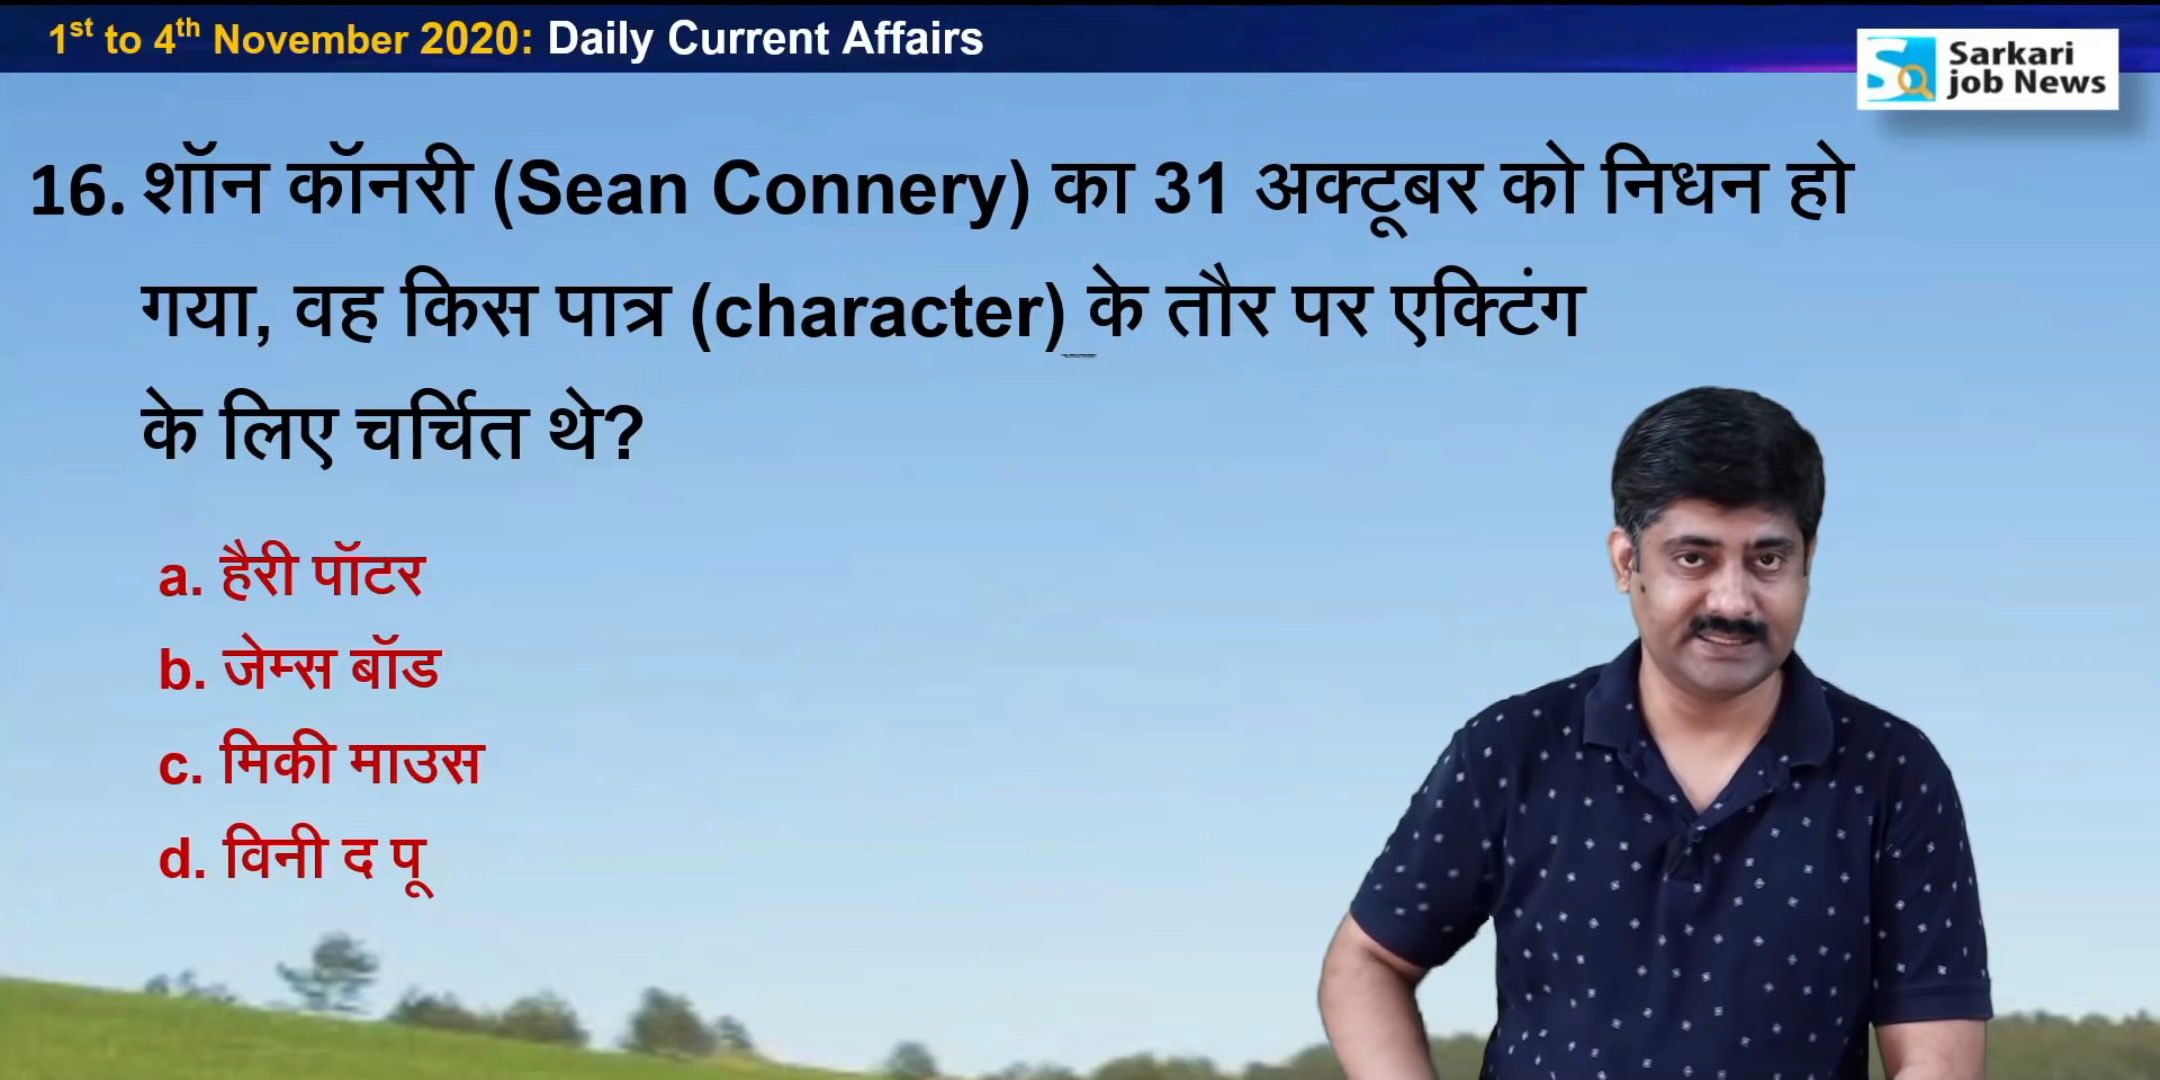 1st to 4th November 2020: Daily Current Affairs
Sarkari
job News
16. शॉन कॉनरी (Sean Connery) का 31 अक्टूबर को निधन हो
गया, वह किस पात्र (character) के तौर पर एक्टिंग
के लिए चर्चित थे?
a. हैरी पॉटर
b. जेम्स बॉड
c. मिकी माउस
d. विनी द पू